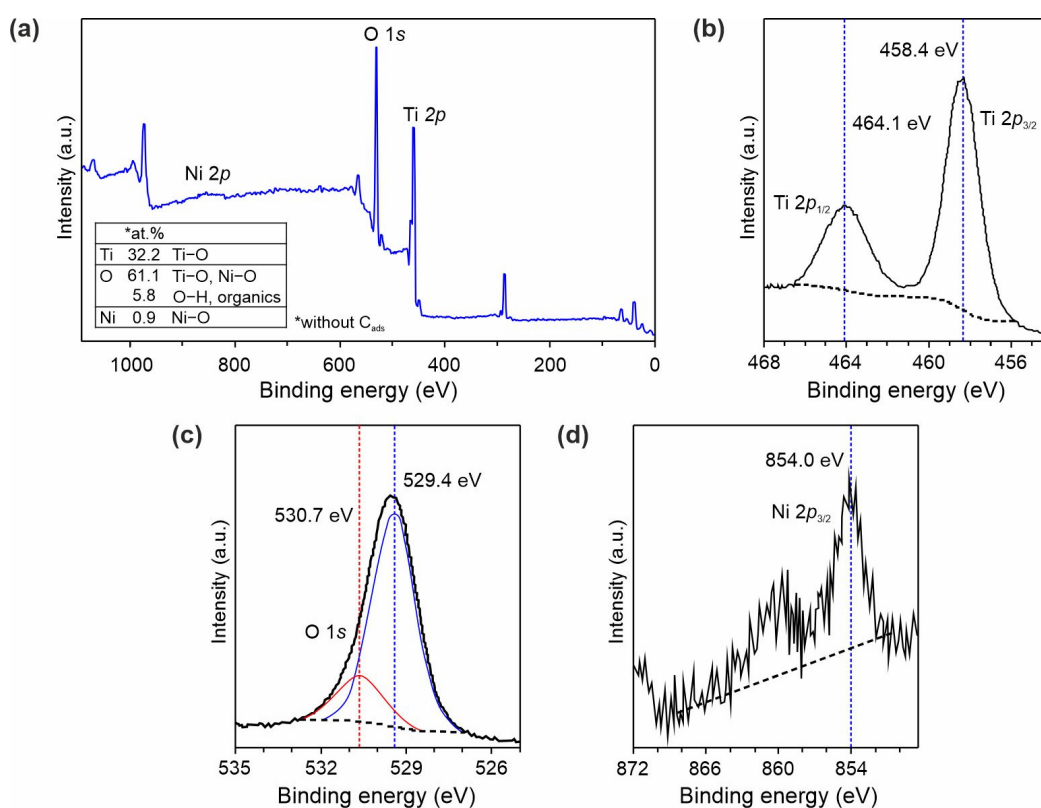 (a)
O 1s
Ti 2p
Ni 2p
Intensity (a.u.)
*at.%
Ti 32.2 Ti−O
O 61.1 Ti−O, Ni−O
5.8 O−H, organics
Ni 0.9 Ni−O
*without Cads
1000 800 600 400 200 0
Binding energy (eV)
(b)
458.4 eV
464.1 eV
Ti 2p3/2
Ti 2p1/2
Intensity (a.u.)
468 464 460 456
Binding energy (eV)
(c)
529.4 eV
530.7 eV
O 1s
Intensity (a.u.)
535 532 529 526
Binding energy (eV)
(d)
854.0 eV
Ni 2p3/2
Intensity (a.u.)
872 866 860 854
Binding energy (eV)